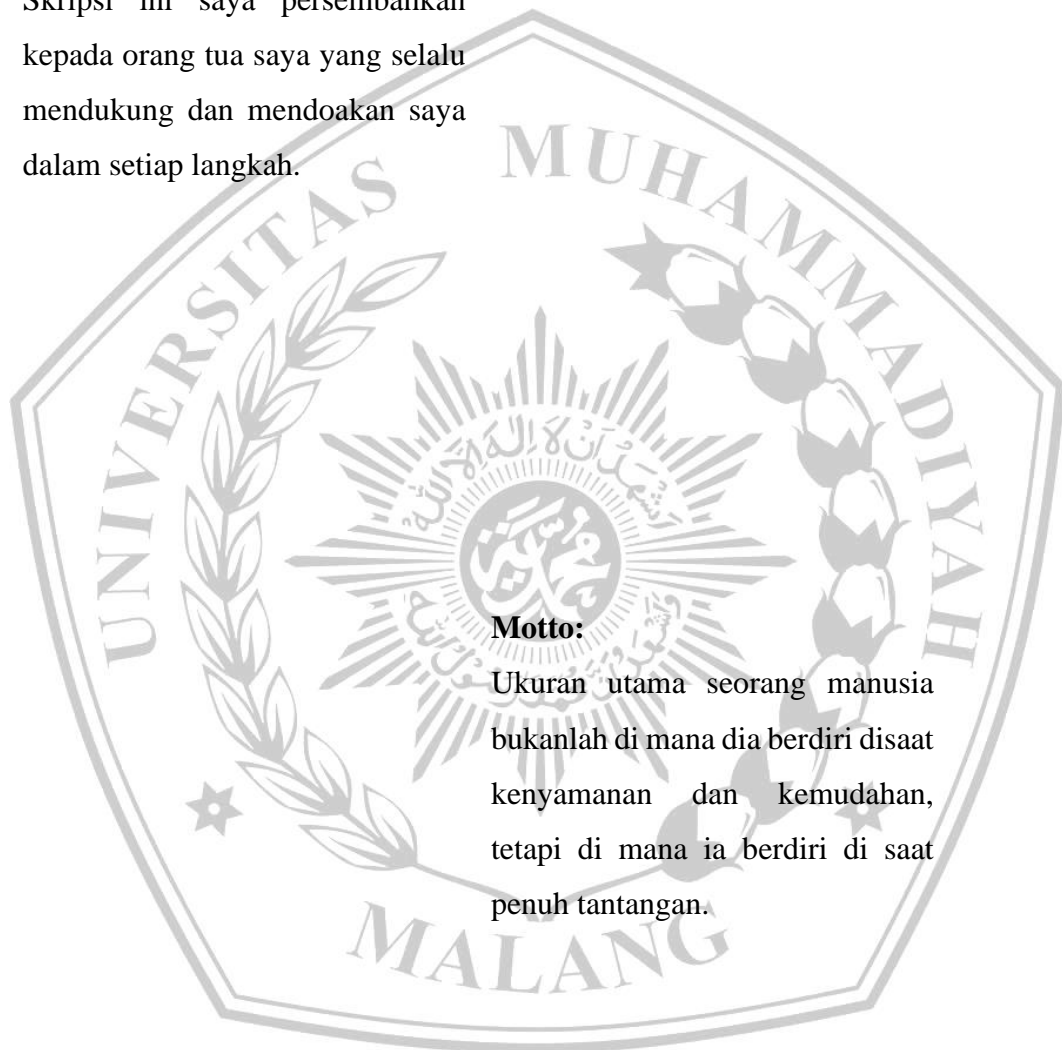 Skripsi ini saya persembahkan
kepada orang tua saya yang selalu
mendukung dan mendoakan saya
dalam setiap langkah.
UNIVERSITAS MUHAMMADIYAH
MALANG
Motto:
Ukuran utama seorang manusia
bukanlah di mana dia berdiri disaat
kenyamanan dan kemudahan,
tetapi di mana ia berdiri di saat
penuh tantangan.